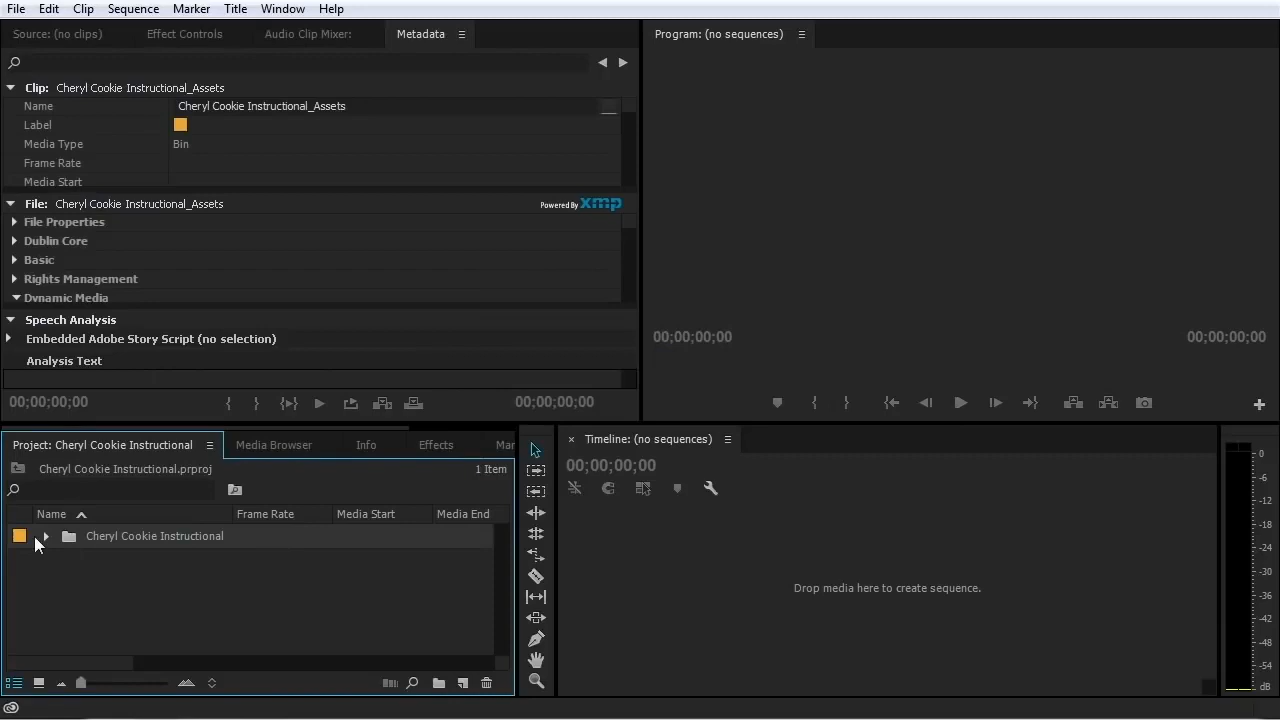 File Edit Clip Sequence Marker Title Window Help
Source: (no clips) Effect Controls Audio Clip Mixer: Metadata
Program: (no sequences)
Clip: Cheryl Cookie Instructional_Assets
Name Cheryl Cookie Instructional_Assets
Label
Media Type Bin
Frame Rate
Media Start
File: Cheryl Cookie Instructional_Assets Powered By xmp
File Properties
Dublin Core
Basic
Rights Management
Dynamic Media
Speech Analysis
Embedded Adobe Story Script (no selection)
Analysis Text
00;00;00;00 00;00;00;00
00;00;00;00 00;00;00;00
Project: Cheryl Cookie Instructional Media Browser Info Effects Mar
Cheryl Cookie Instructional.prproj 1 Item
Name Frame Rate Media Start Media End
Cheryl Cookie Instructional
Timeline: (no sequences)
00;00;00;00
Drop media here to create sequence.
0
-6
-12
-18
-24
-30
-36
-42
-48
-54
dB